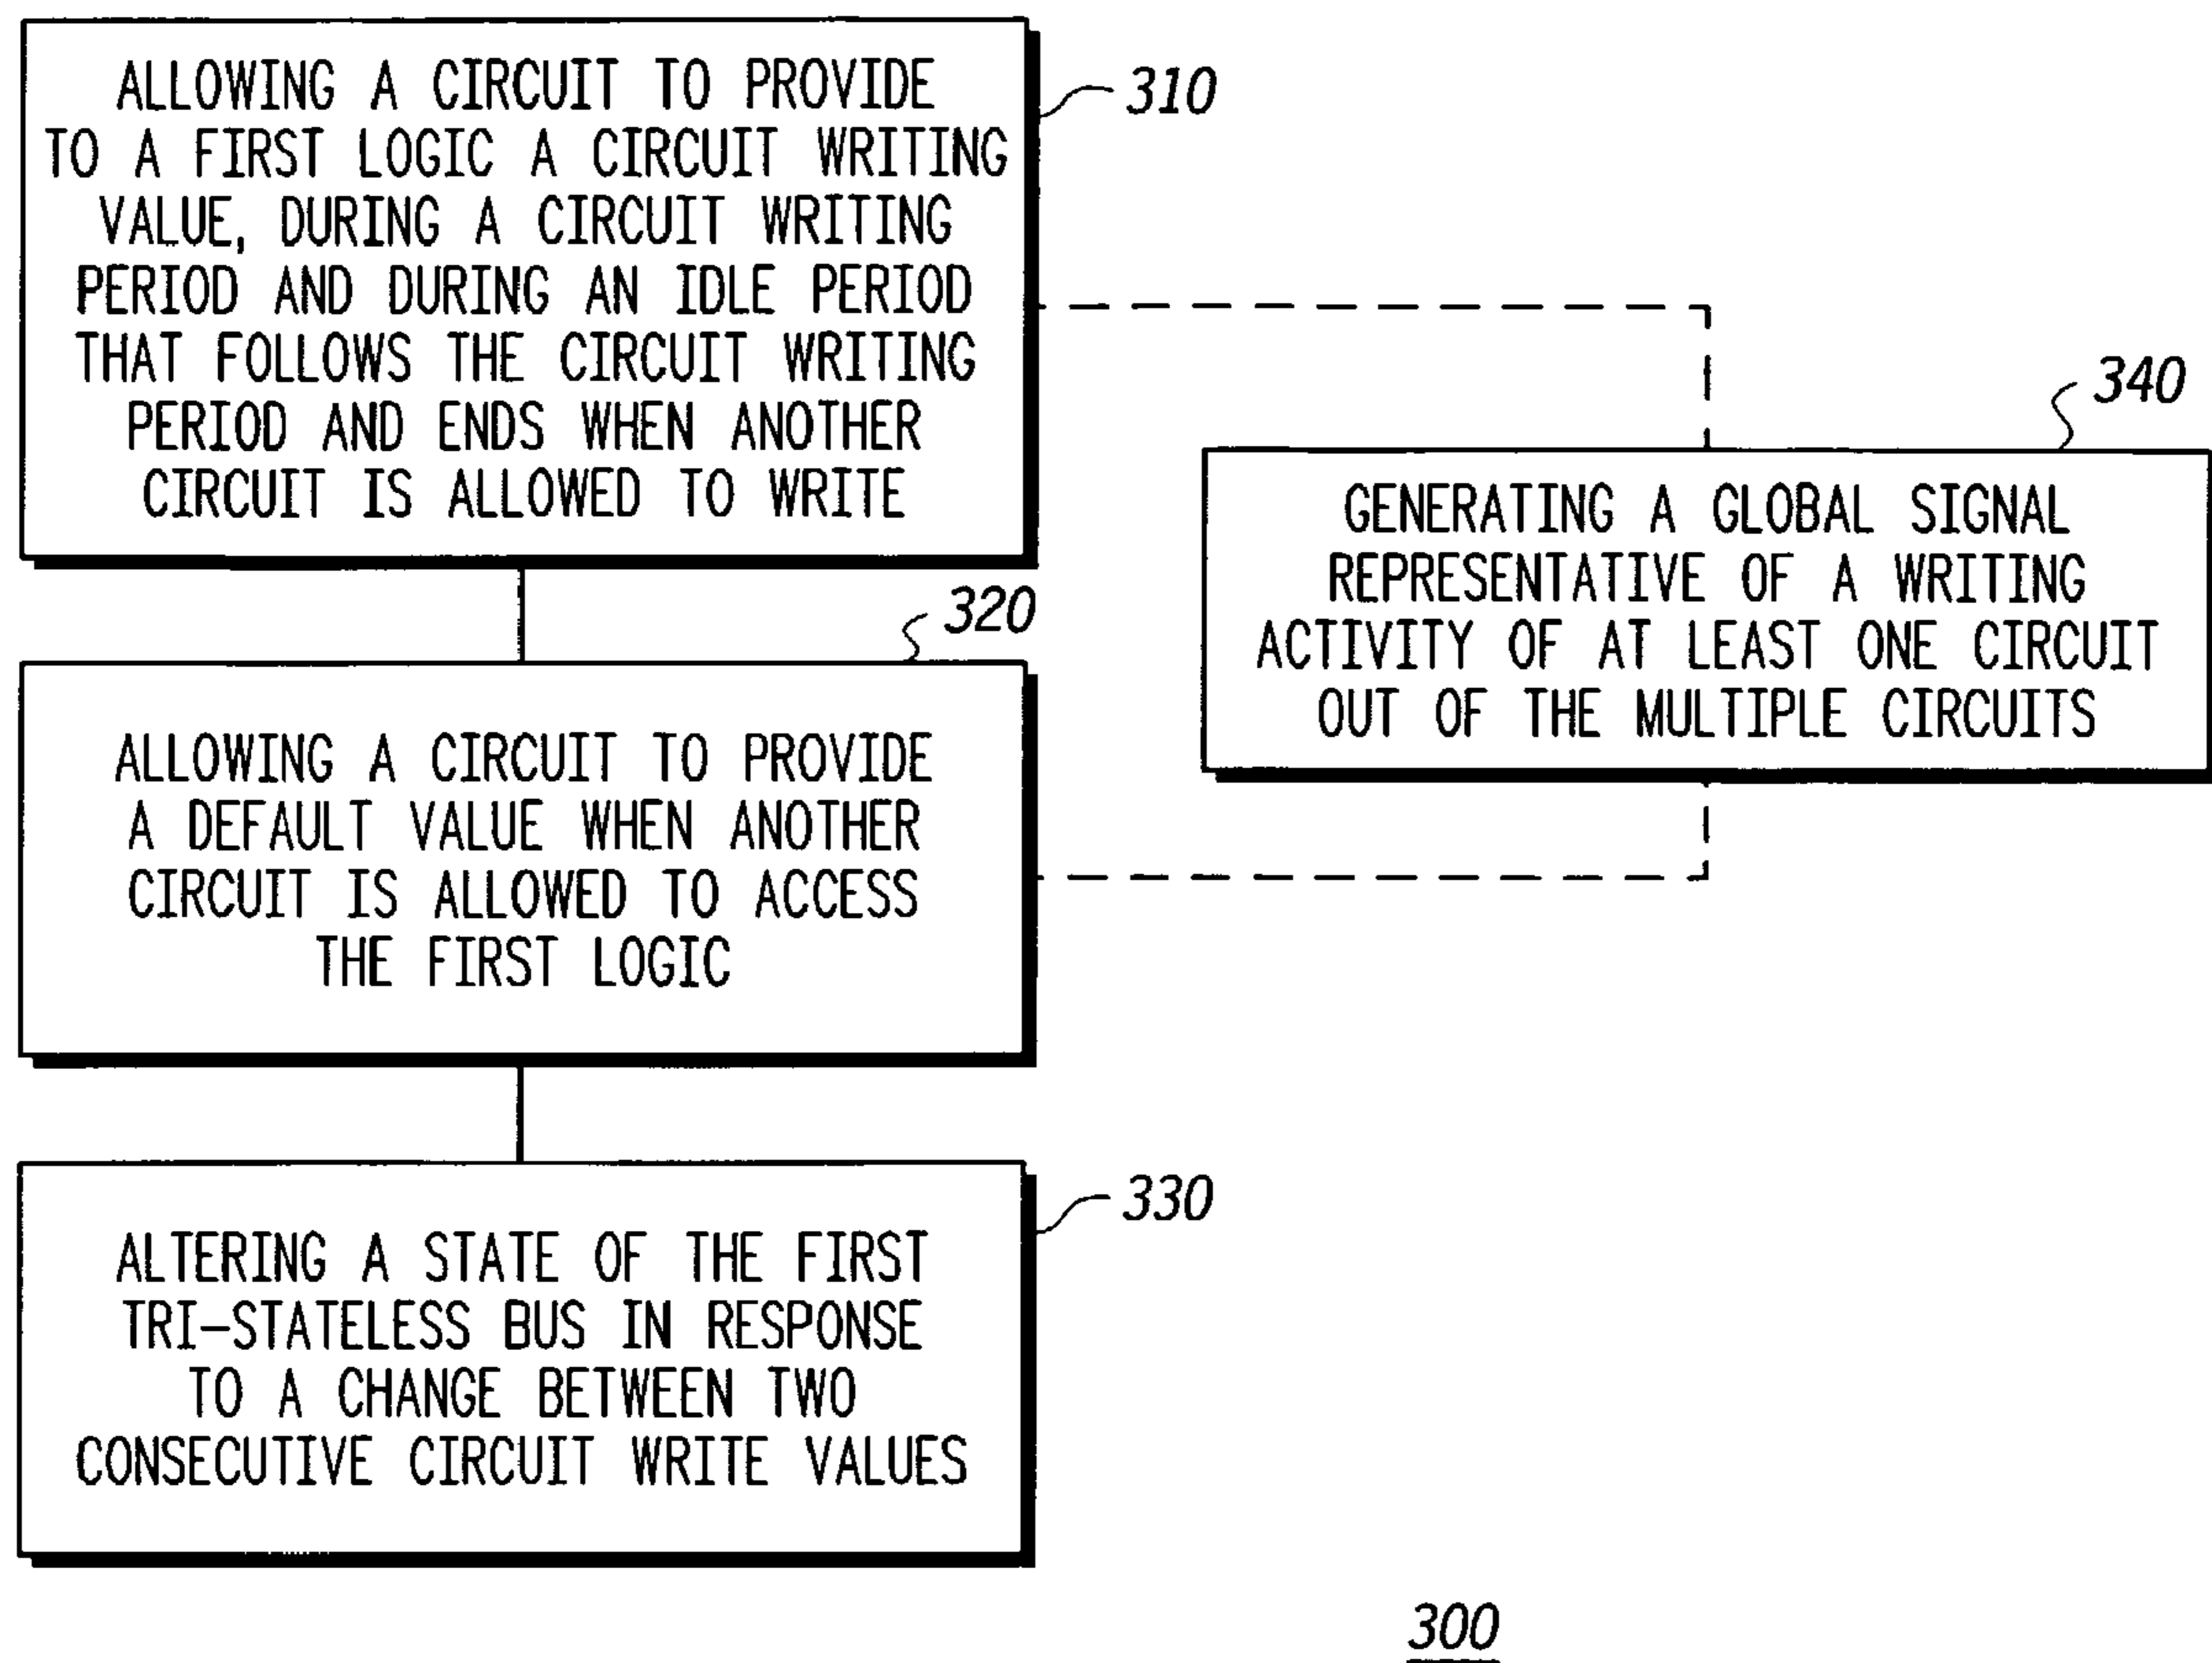 ALLOWING A CIRCUIT TO PROVIDE
TO A FIRST LOGIC A CIRCUIT WRITING
VALUE, DURING A CIRCUIT WRITING
PERIOD AND DURING AN IDLE PERIOD
THAT FOLLOWS THE CIRCUIT WRITING
PERIOD AND ENDS WHEN ANOTHER
CIRCUIT IS ALLOWED TO WRITE
310
340
GENERATING A GLOBAL SIGNAL
REPRESENTATIVE OF A WRITING
ACTIVITY OF AT LEAST ONE CIRCUIT
OUT OF THE MULTIPLE CIRCUITS
320
ALLOWING A CIRCUIT TO PROVIDE
A DEFAULT VALUE WHEN ANOTHER
CIRCUIT IS ALLOWED TO ACCESS
THE FIRST LOGIC
330
ALTERING A STATE OF THE FIRST
TRI-STATELESS BUS IN RESPONSE
TO A CHANGE BETWEEN TWO
CONSECUTIVE CIRCUIT WRITE VALUES
300